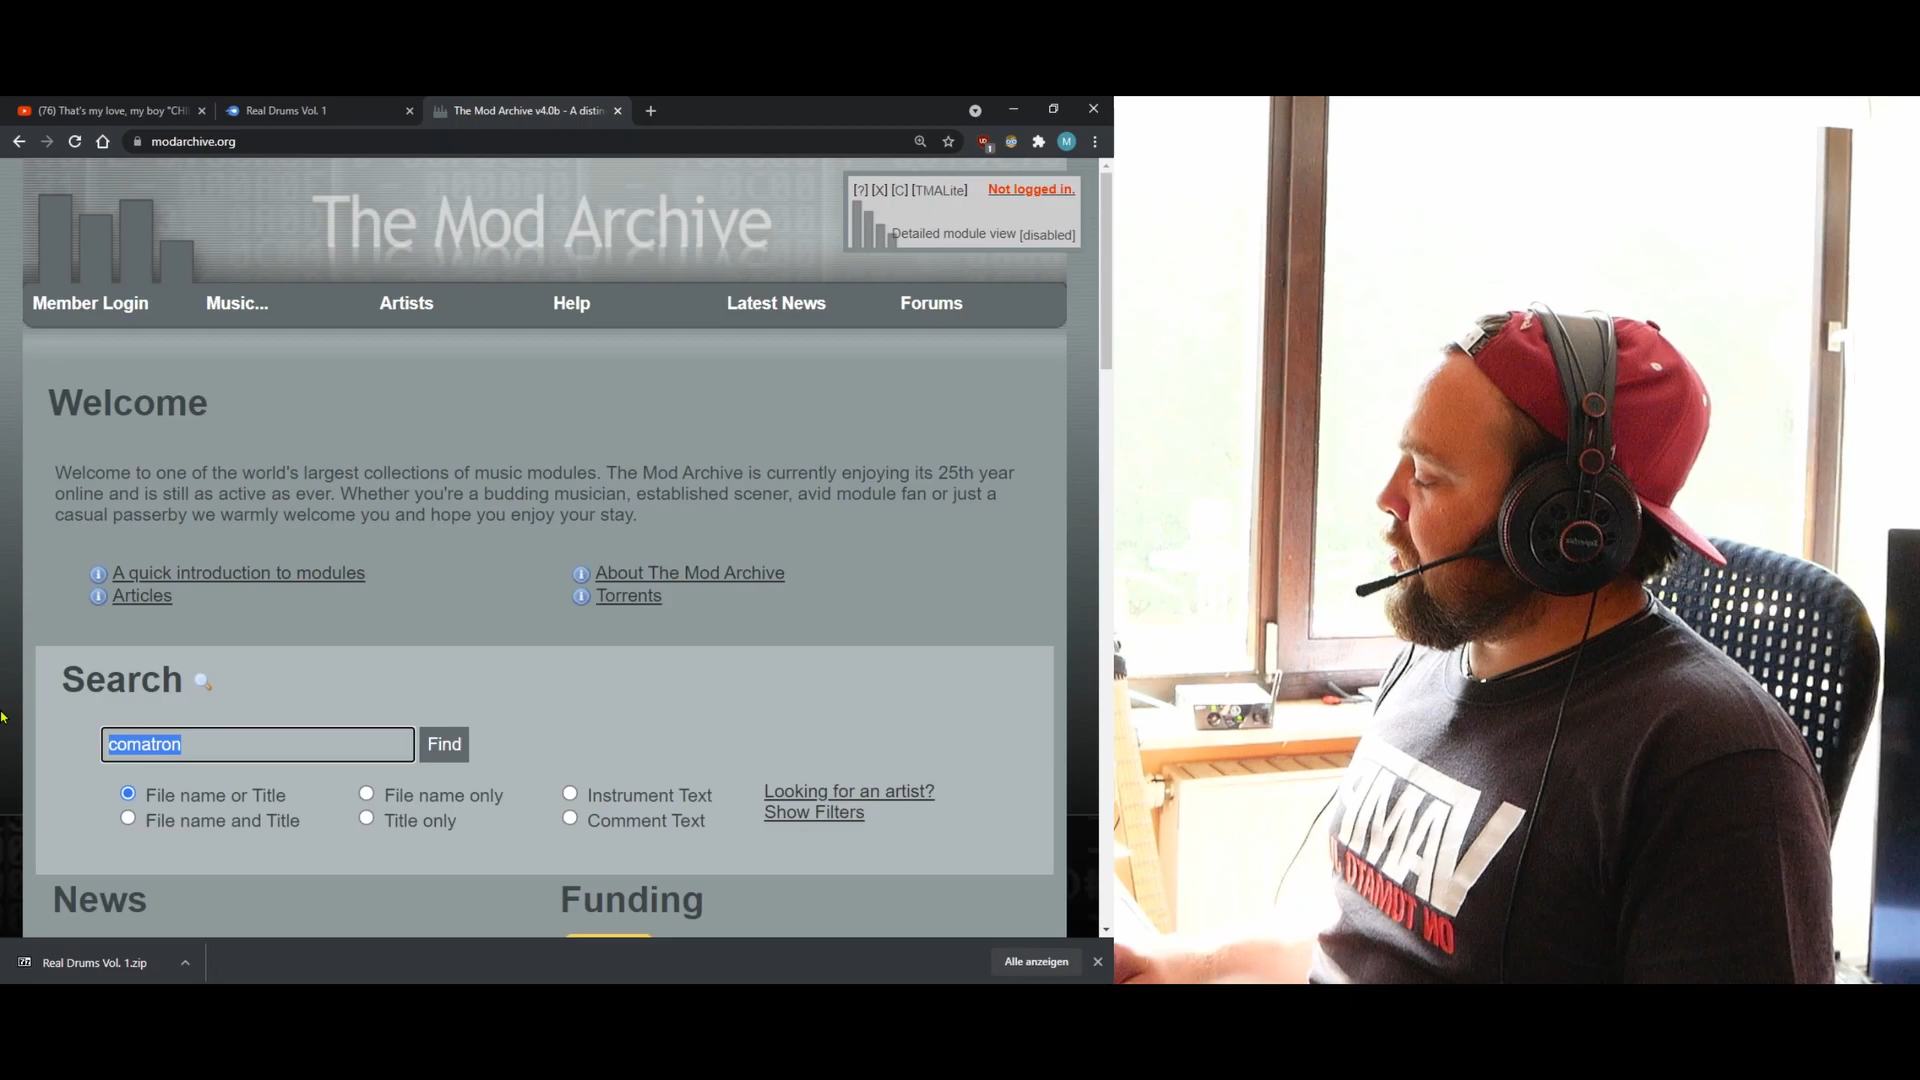 (76) That's my love, my boy "CHI
Real Drums Vol. 1
The Mod Archive v4.0b - A distin
modarchive.org
M
The Mod Archive
[?] [X] [C] [TMALite] Not logged in.
Detailed module view [disabled]
Member Login Music... Artists Help Latest News Forums
Welcome
Welcome to one of the world's largest collections of music modules. The Mod Archive is currently enjoying its 25th year
online and is still as active as ever. Whether you're a budding musician, established scener, avid module fan or just a
casual passerby we warmly welcome you and hope you enjoy your stay.
A quick introduction to modules
About The Mod Archive
Articles
Torrents
Search
comatron
Find
File name or Title
File name only
Instrument Text
Looking for an artist?
File name and Title
Title only
Comment Text
Show Filters
News
Funding
Real Drums Vol. 1.zip
Alle anzeigen
Superlux